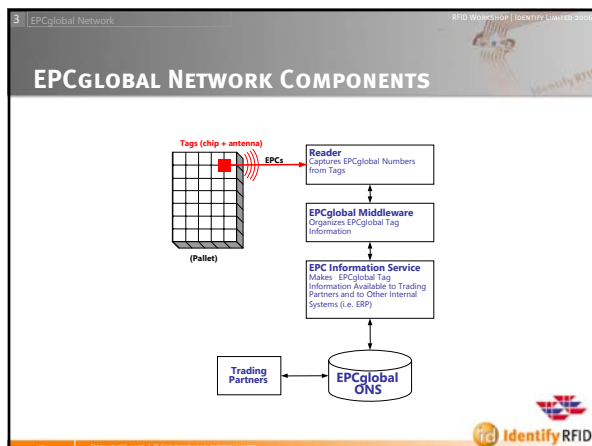 3 EPCglobal Network
RFID WORKSHOP | IDENTIFY LIMITED 2006
EPCGLOBAL NETWORK COMPONENTS
Tags (chip + antenna)
EPCs
(Pallet)
Reader
Captures EPCglobal Numbers
from Tags
EPCglobal Middleware
Organizes EPCglobal Tag
Information
EPC Information Service
Makes EPCglobal Tag
Information Available to Trading
Partners and to Other Internal
Systems (i.e. ERP)
Trading
Partners
EPCglobal
ONS
id Identify RFID